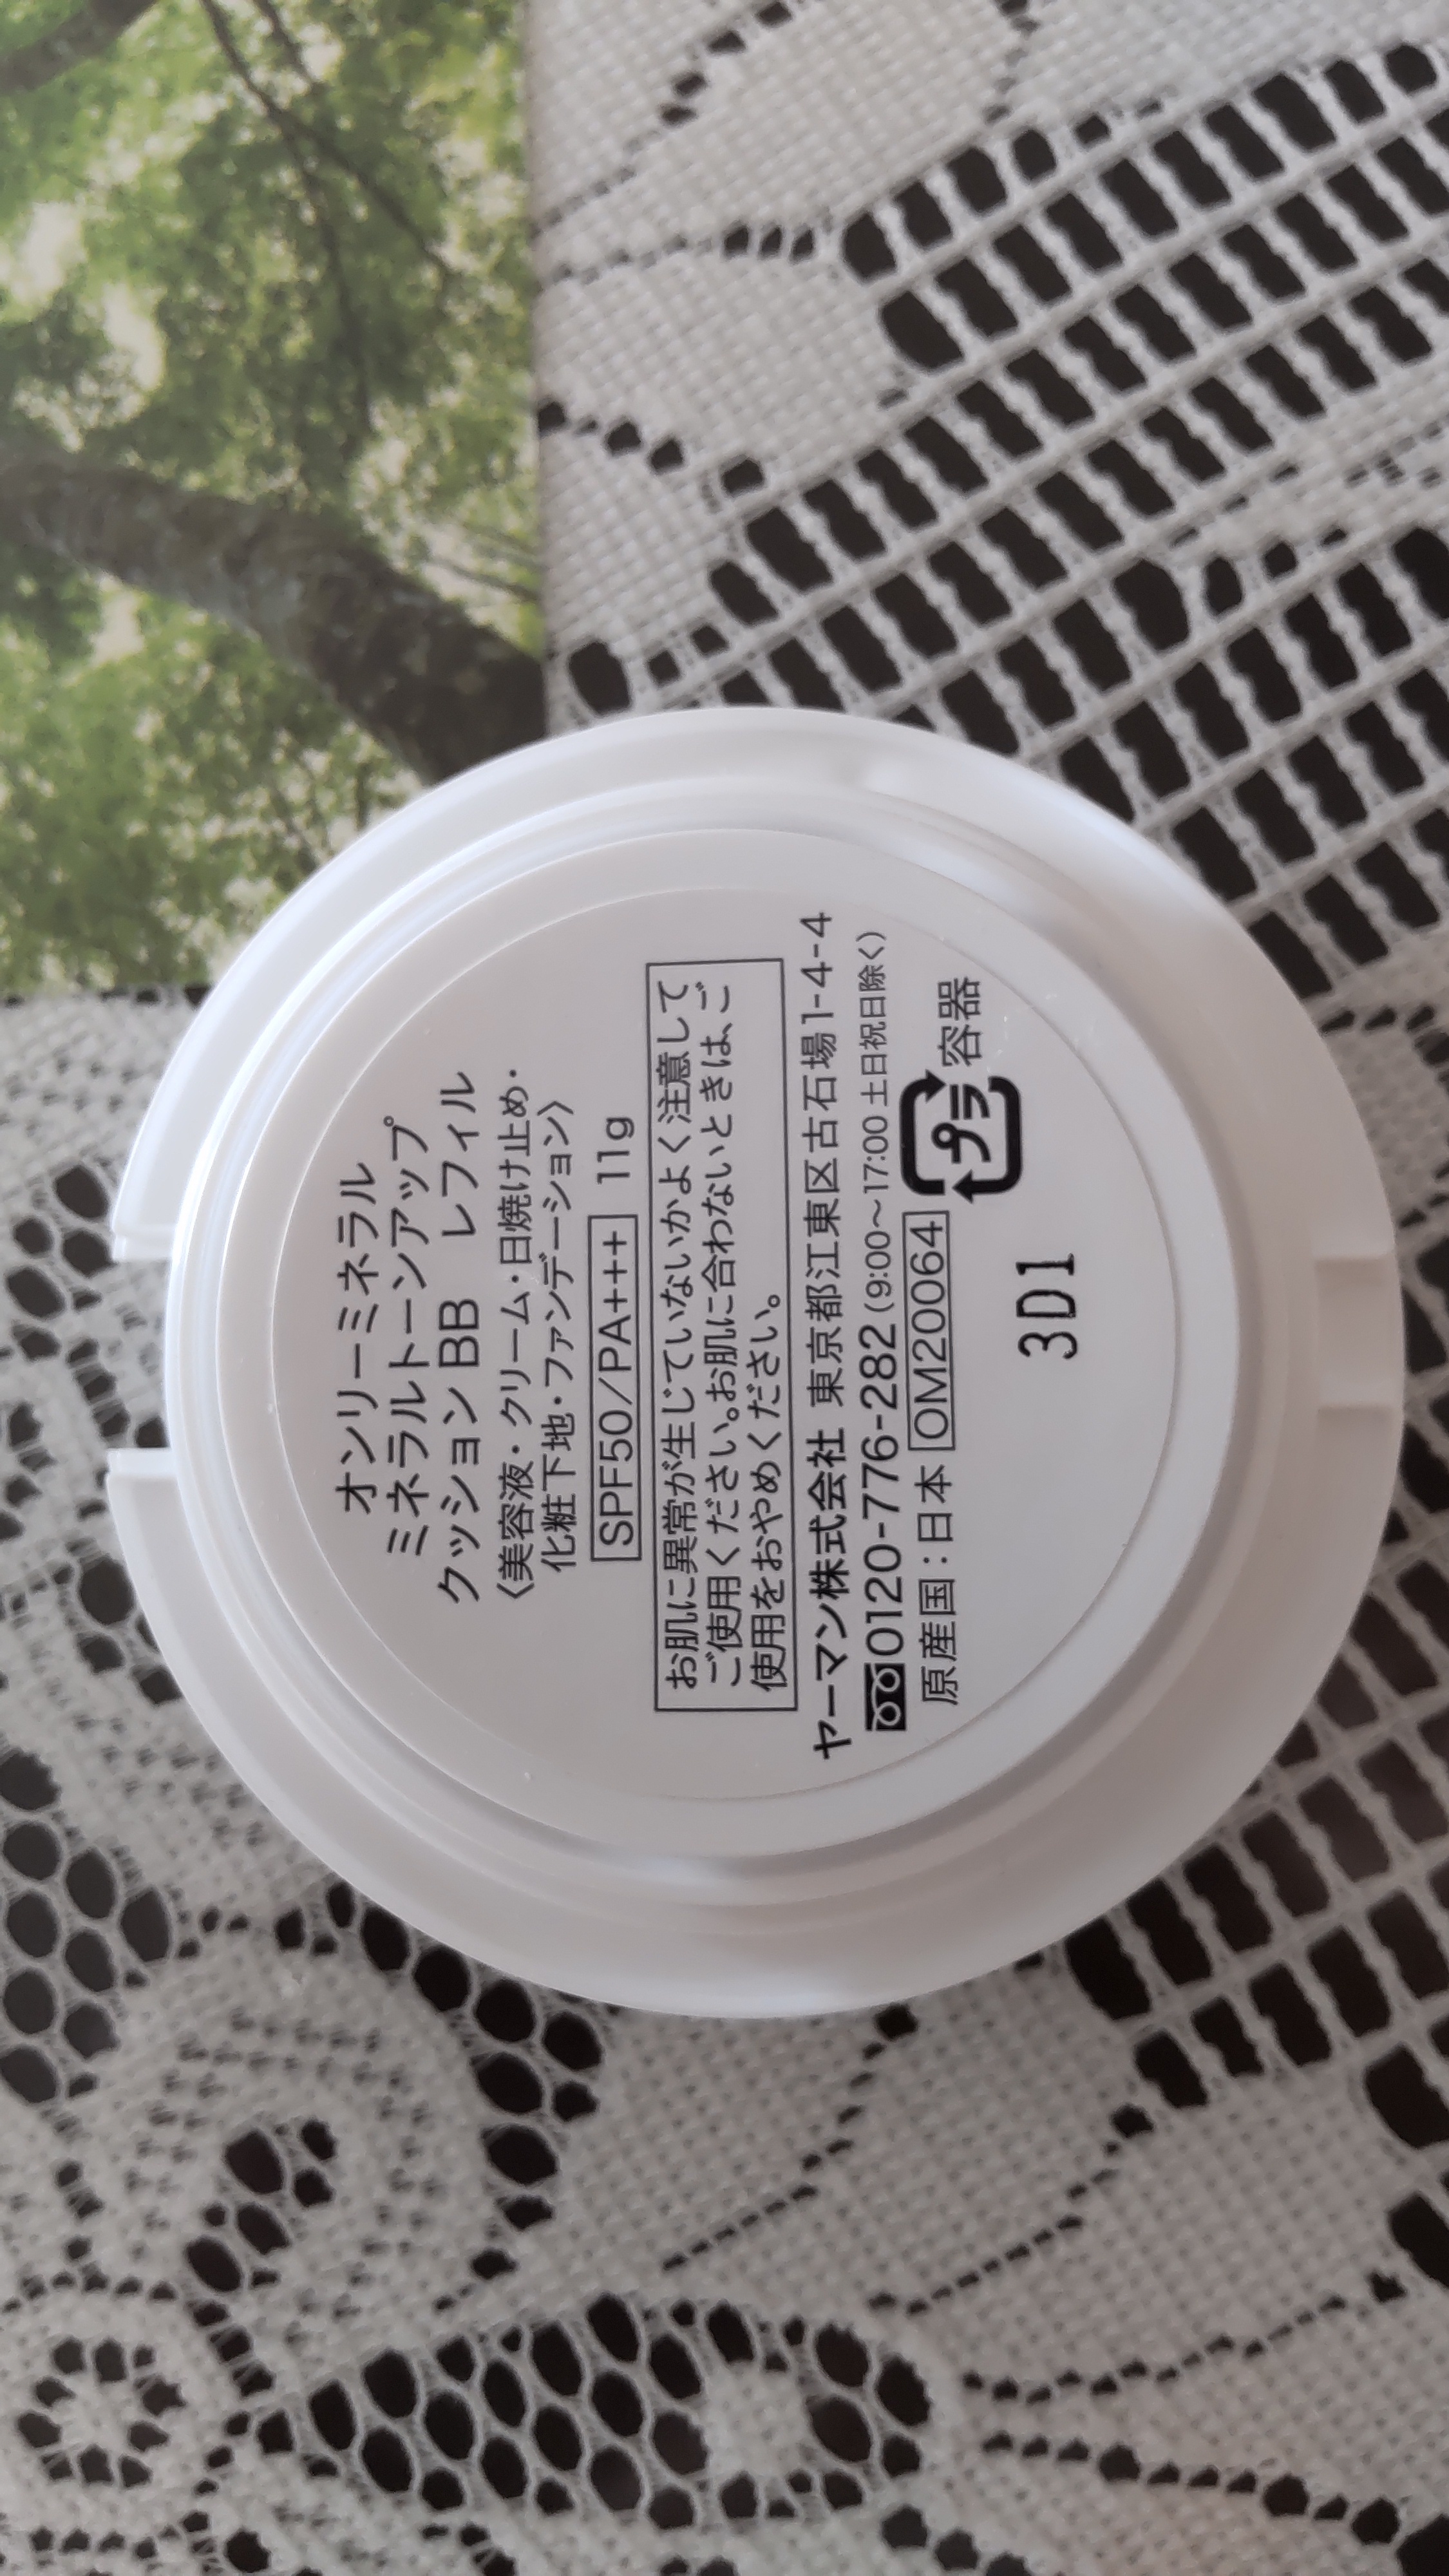 オンリーミネラル
ミネラルトーンアップ
クッション BB　レフィル
〈美容液・クリーム・日焼け止め・
化粧下地・ファンデーション〉
SPF50/PA+++ 11g
お肌に異常が生じていないかよく注意して
ご使用ください。お肌に合わないときは、ご
使用をおやめください。
ヤーマン株式会社 東京都江東区古石場1-4-4
0120-776-282 (9:00~17:00 土日祝日除く)
原産国：日本 OM20064 プラ 容器
3D1